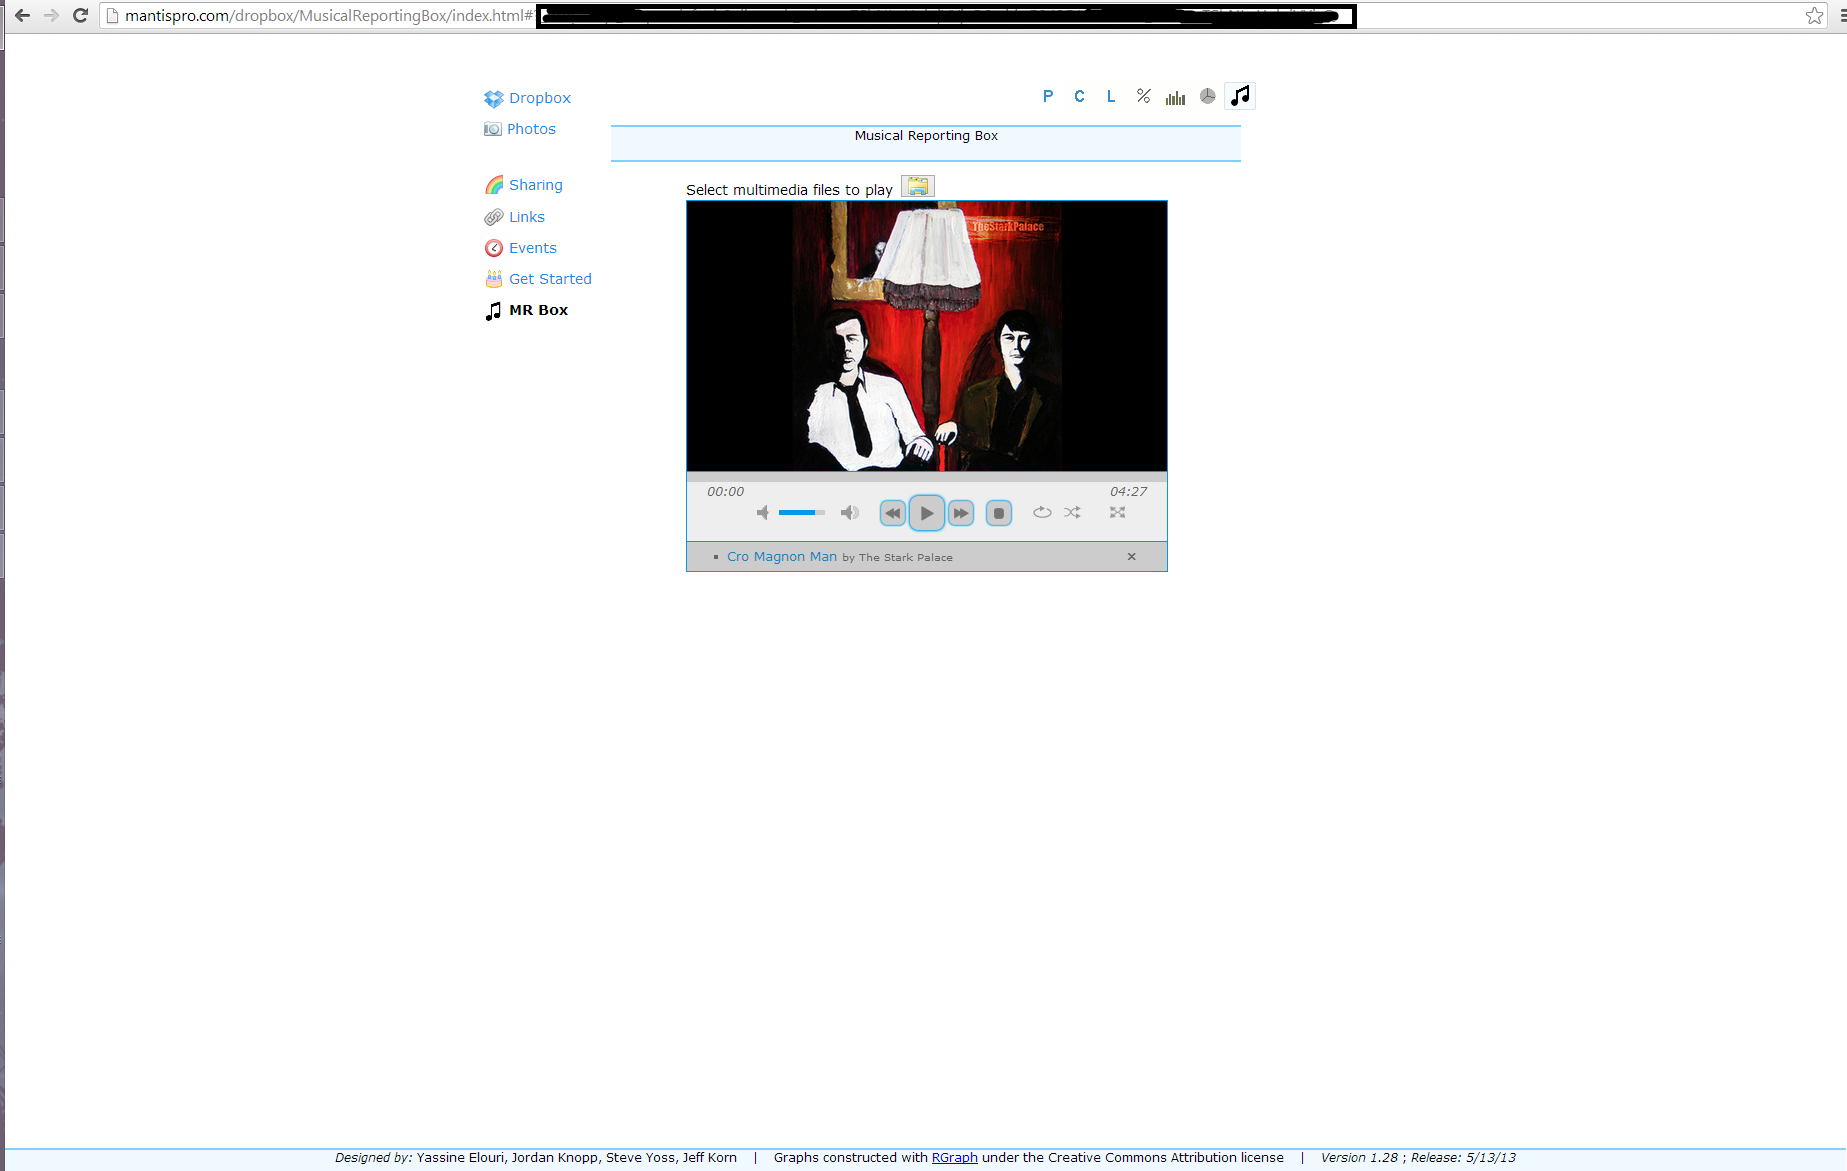 mantispro.com/dropbox/MusicalReportingBox/index.html#
Dropbox
P C L %
Photos
Musical Reporting Box
Sharing
Select multimedia files to play
Links
TheStarkPalace
Events
Get Started
MR Box
00:00 04:27
Cro Magnon Man by The Stark Palace
Designed by: Yassine Elouri, Jordan Knopp, Steve Yoss, Jeff Korn | Graphs constructed with RGraph under the Creative Commons Attribution license | Version 1.28 ; Release: 5/13/13